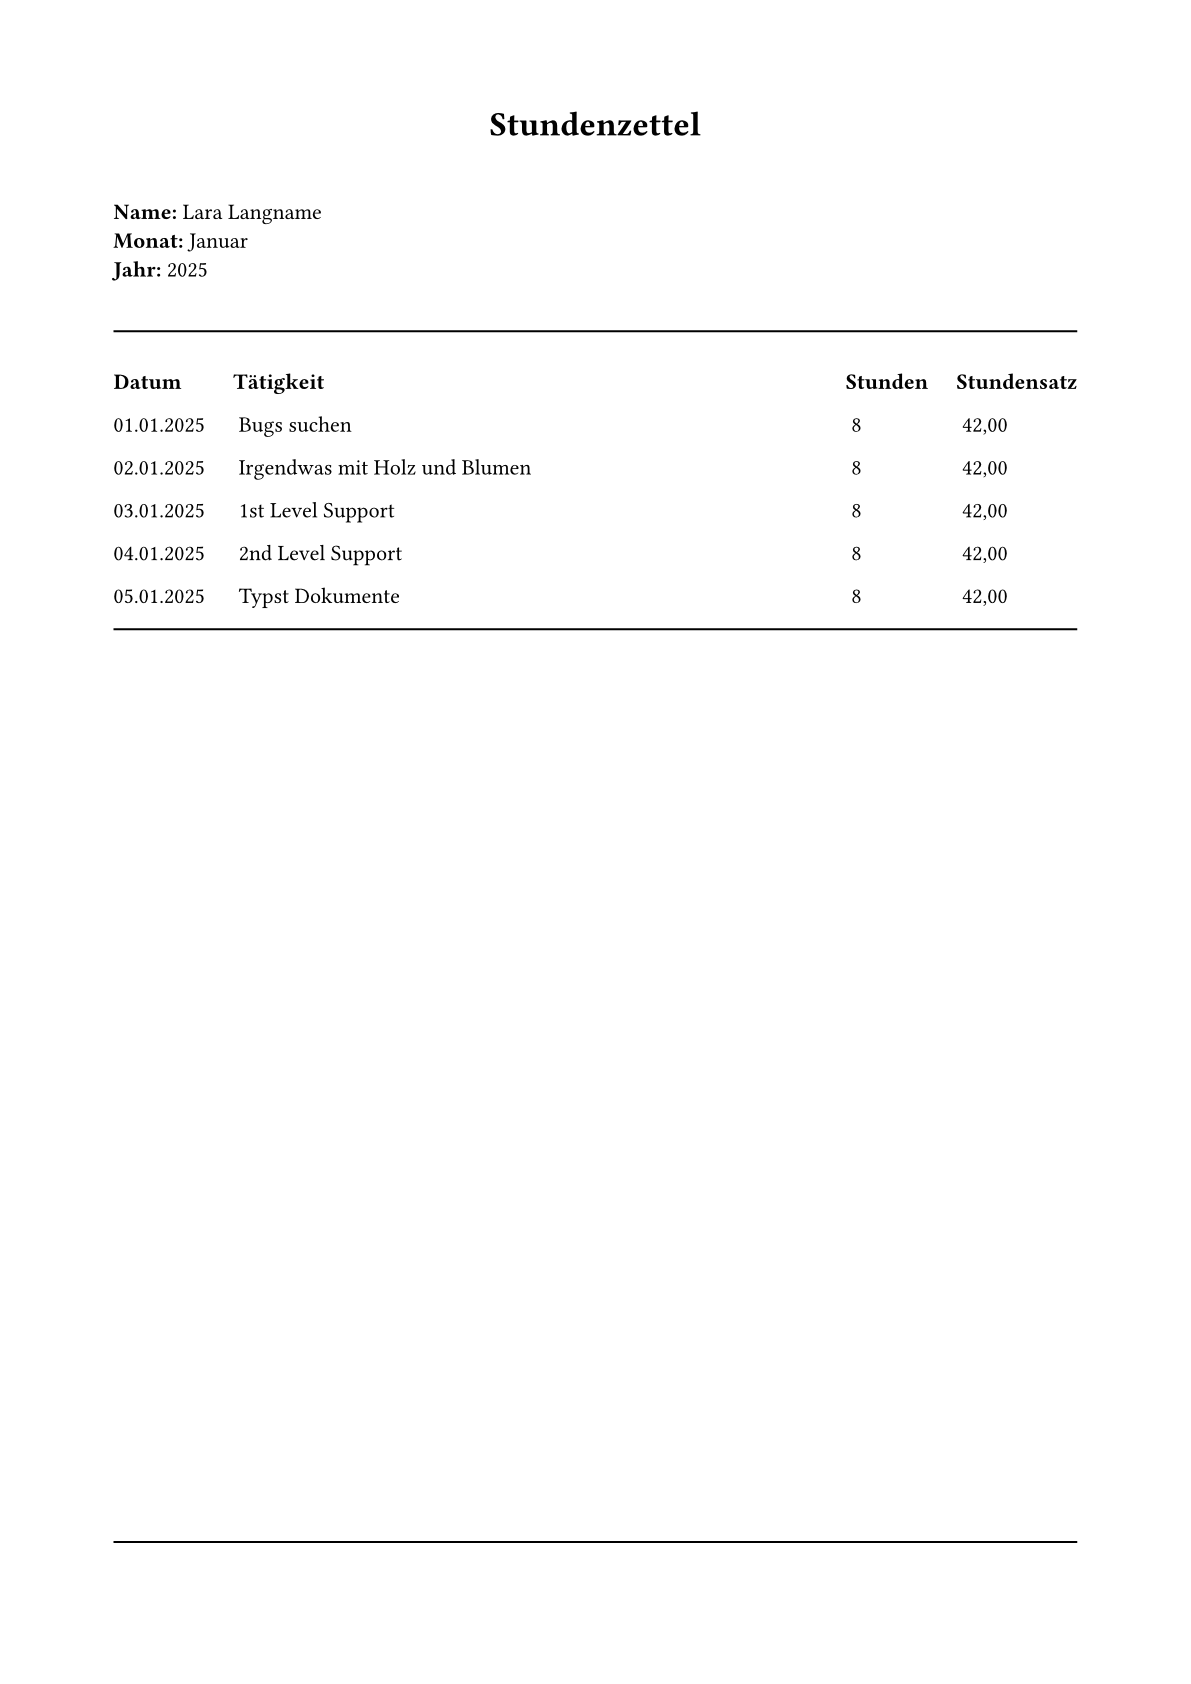 Stundenzettel
Name: Lara Langname
Monat: Januar
Jahr: 2025
Datum Tätigkeit Stunden Stundensatz
01.01.2025 Bugs suchen 8 42,00
02.01.2025 Irgendwas mit Holz und Blumen 8 42,00
03.01.2025 1st Level Support 8 42,00
04.01.2025 2nd Level Support 8 42,00
05.01.2025 Typst Dokumente 8 42,00